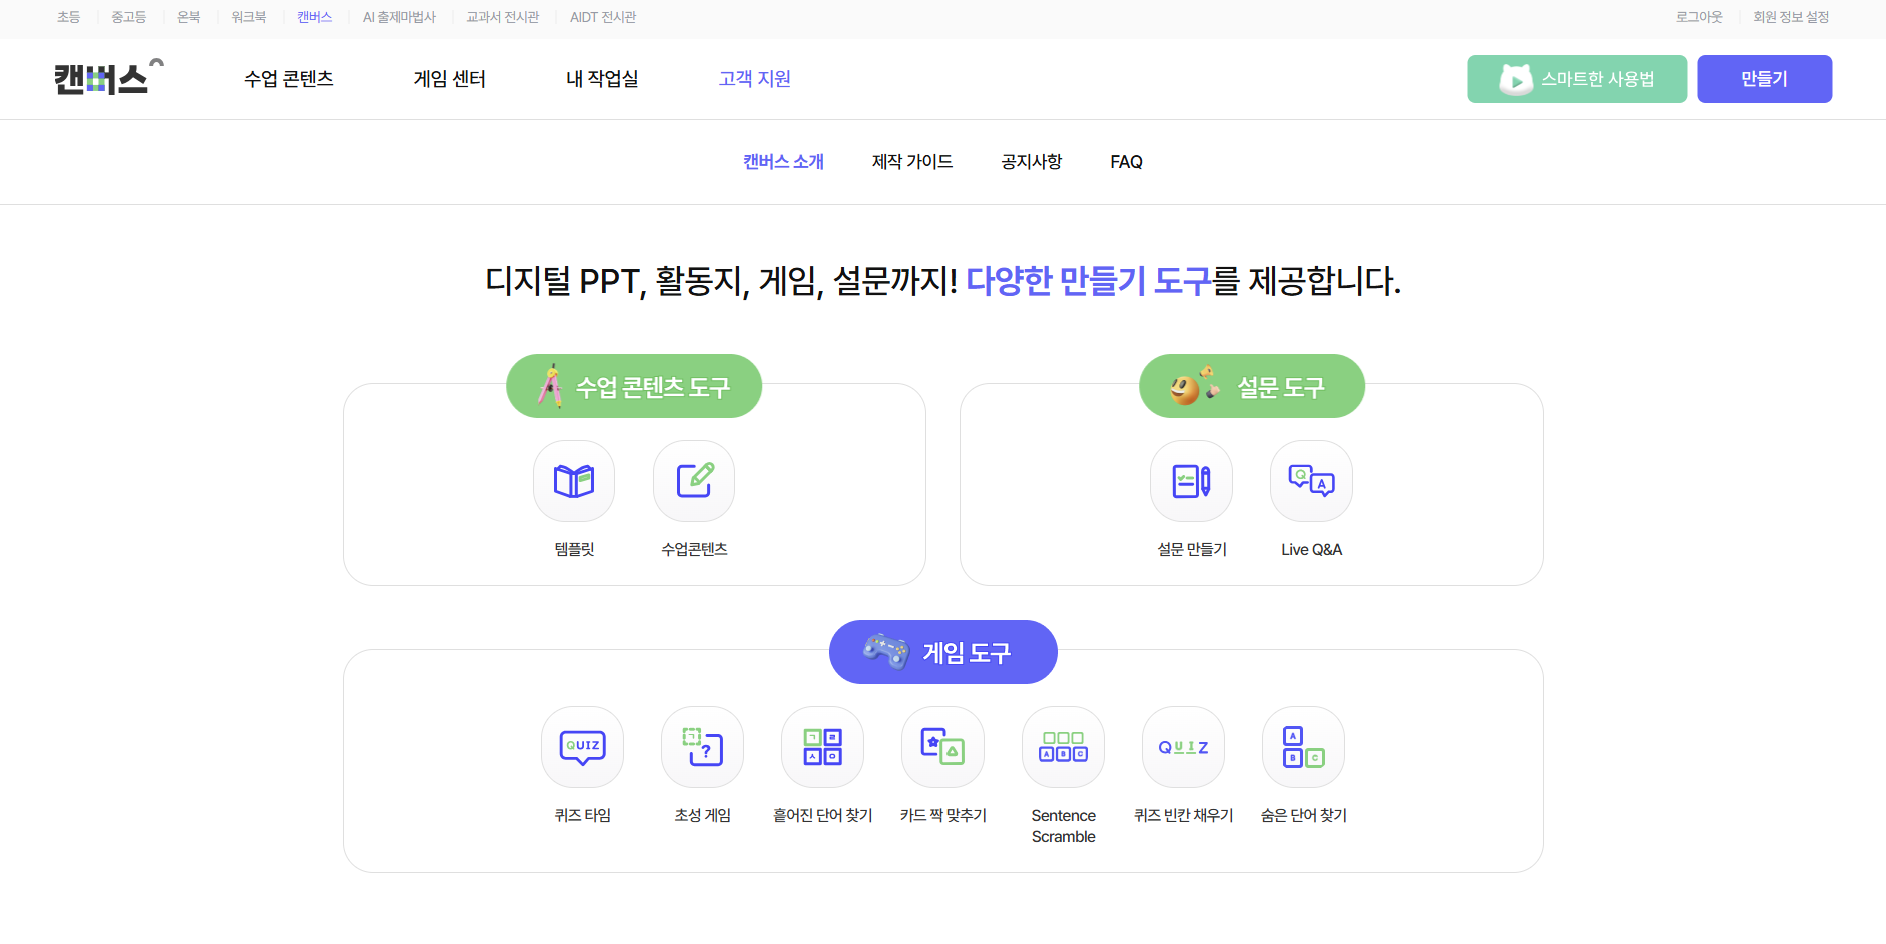 초등 중고등 온북 워크북 캔버스 AI 출제마법사 교과서 전시관 AIDT 전시관 로그아웃 회원 정보 설정
캔버스 수업 콘텐츠 게임 센터 내 작업실 고객 지원 스마트한 사용법 만들기
캔버스 소개 제작 가이드 공지사항 FAQ
디지털 PPT, 활동지, 게임, 설문까지! 다양한 만들기 도구를 제공합니다.
수업 콘텐츠 도구
템플릿 수업콘텐츠
설문 도구
Q A
설문 만들기 Live Q&A
게임 도구
QUIZ ? ㄱ ㄹ ㅅ ㅇ A B C QUIZ A B C
퀴즈 타임 초성 게임 흩어진 단어 찾기 카드 짝 맞추기 Sentence Scramble 퀴즈 빈칸 채우기 숨은 단어 찾기